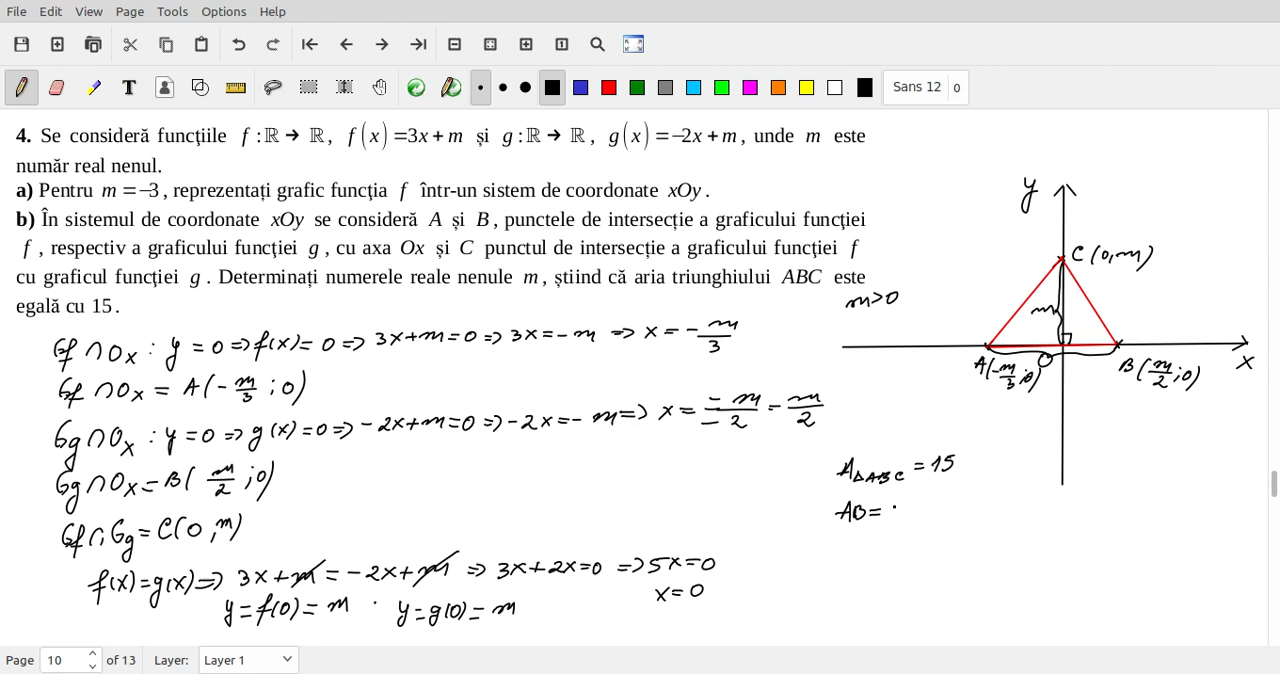 File Edit View Page Tools Options Help
T 1 Sans 12 0
4. Se consideră funcțiile f : ℝ → ℝ, f(x)=3x+m și g : ℝ → ℝ, g(x)=−2x+m, unde m este
număr real nenul.
a) Pentru m=−3, reprezentați grafic funcția f într-un sistem de coordonate xOy.
b) În sistemul de coordonate xOy se consideră A și B, punctele de intersecție a graficului funcției
f, respectiv a graficului funcției g, cu axa Ox și C punctul de intersecție a graficului funcției f
cu graficul funcției g. Determinați numerele reale nenule m, știind că aria triunghiului ABC este
egală cu 15.
Gf ∩ Ox : y = 0 => f(x) = 0 => 3x+m=0 => 3x=-m => x = -m/3
Gf ∩ Ox = A(-m/3 ; 0)
Gg ∩ Ox : y=0 => g(x)=0 => -2x+m=0 => -2x=-m => x = -m/-2 = m/2
Gg ∩ Ox = B(m/2 ; 0)
Gf ∩ Gg = C(0, m)
f(x)=g(x) => 3x+m=-2x+m => 3x+2x=0 => 5x=0
x=0
y=f(0)=m . y=g(0)=m
m>0
y
C(0,m)
m
A(-m/3;0)
O
B(m/2;0)
x
AΔABC = 15
AB=
Page 10 of 13 Layer: Layer 1